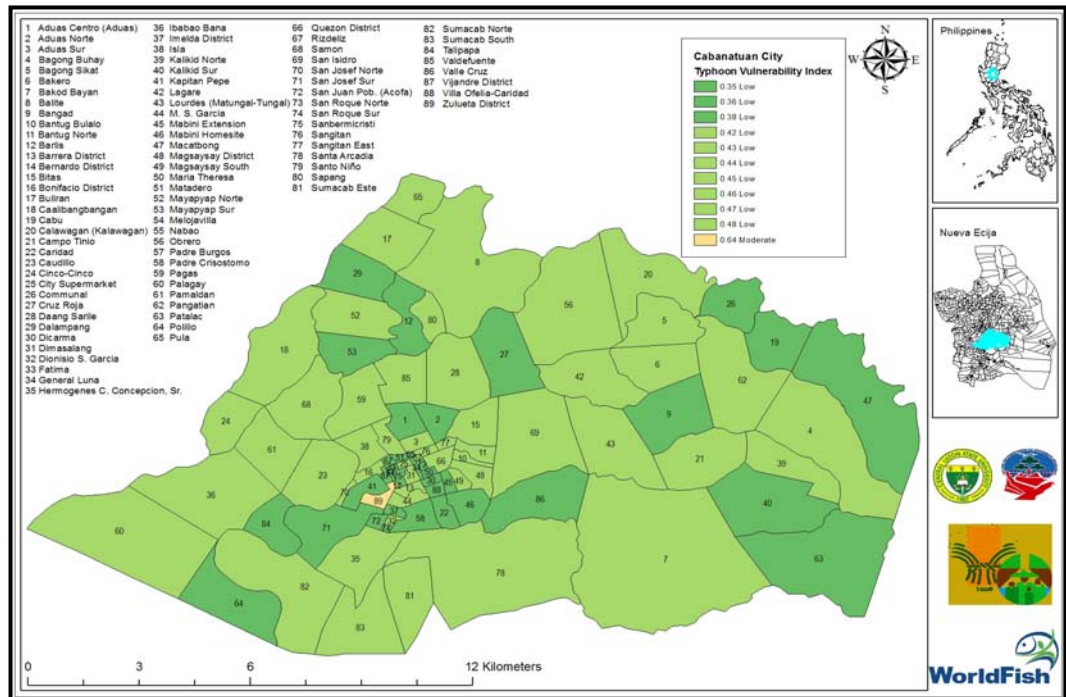 1 Aduas Centro (Aduas)
2 Aduas Norte
3 Aduas Sur
4 Bagong Buhay
5 Bagong Sikat
6 Bakero
7 Bakod Bayan
8 Balite
9 Bangad
10 Bantug Bulalo
11 Bantug Norte
12 Barlis
13 Barrera District
14 Bernardo District
15 Bitas
16 Bonifacio District
17 Buliran
18 Caalibangbangan
19 Cabu
20 Calawagan (Kalawagan)
21 Campo Tinio
22 Caridad
23 Caudillo
24 Cinco-Cinco
25 City Supermarket
26 Communal
27 Cruz Roja
28 Daang Sarile
29 Dalampang
30 Dicarma
31 Dimasalang
32 Dionisio S. Garcia
33 Fatima
34 General Luna
35 Hermogenes C. Concepcion, Sr.
36 Ibabao Bana
37 Imelda District
38 Isla
39 Kalikid Norte
40 Kalikid Sur
41 Kapitan Pepe
42 Lagare
43 Lourdes (Matungal-Tungal)
44 M. S. Garcia
45 Mabini Extension
46 Mabini Homesite
47 Macatbong
48 Magsaysay District
49 Magsaysay South
50 Maria Theresa
51 Matadero
52 Mayapyap Norte
53 Mayapyap Sur
54 Melojavilla
55 Nabao
56 Obrero
57 Padre Burgos
58 Padre Crisostomo
59 Pagas
60 Palagay
61 Pamaldan
62 Pangatian
63 Patalac
64 Polilio
65 Pula
66 Quezon District
67 Rizdeliz
68 Samon
69 San Isidro
70 San Josef Norte
71 San Josef Sur
72 San Juan Pob. (Acofa)
73 San Roque Norte
74 San Roque Sur
75 Sanbermicristi
76 Sangitan
77 Sangitan East
78 Santa Arcadia
79 Santo Niño
80 Sapang
81 Sumacab Este
82 Sumacab Norte
83 Sumacab South
84 Talipapa
85 Valdefuente
86 Valle Cruz
87 Vijandre District
88 Villa Ofelia-Caridad
89 Zulueta District
Cabanatuan City
Typhoon Vulnerability Index
0.35 Low
0.36 Low
0.38 Low
0.42 Low
0.43 Low
0.44 Low
0.45 Low
0.46 Low
0.47 Low
0.48 Low
0.64 Moderate
N
W
E
S
Philippines
Nueva Ecija
65
17
8
29
20
56
26
52
12
80
5
19
53
27
18
28
6
47
85
42
62
59
68
9
1
2
15
4
24
69
3
79
77
43
38
61
66
11
10
21
39
23
16
48
41
36
89
44
86
40
46
60
84
71
58
22
35
7
63
78
82
64
81
83
0
3
6
12 Kilometers
WorldFish